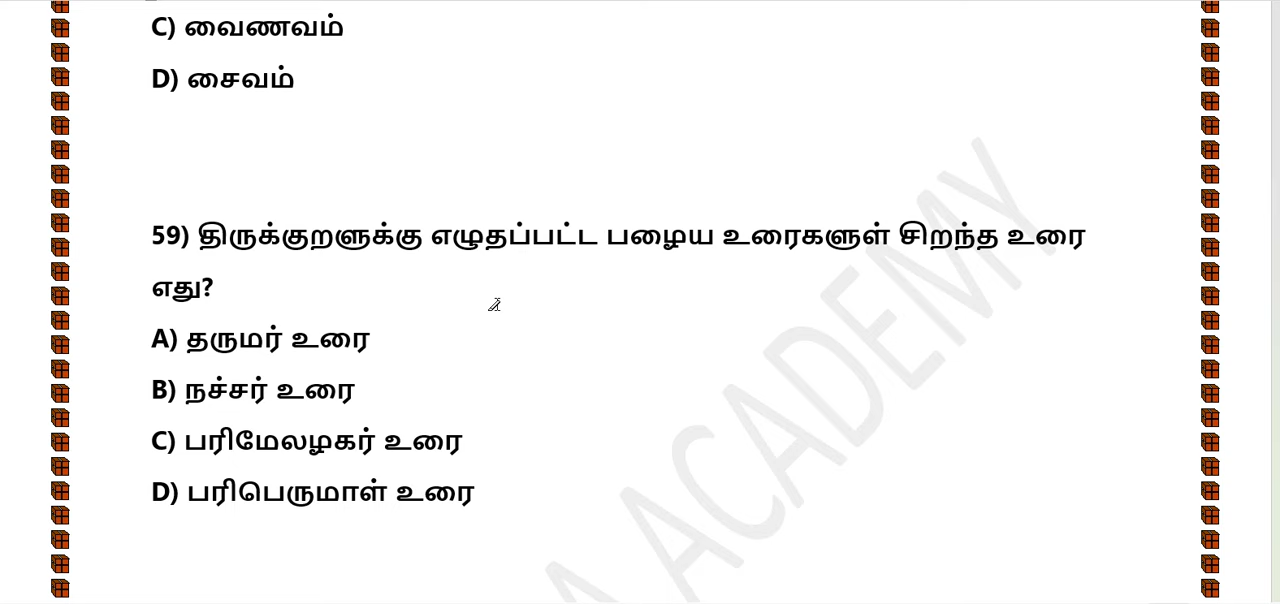 C) வைணவம்
D) சைவம்
59) திருக்குறளுக்கு எழுதப்பட்ட பழைய உரைகளுள் சிறந்த உரை
எது?
A) தருமர் உரை
B) நச்சர் உரை
C) பரிமேலழகர் உரை
D) பரிபெருமாள் உரை
A ACADEMY